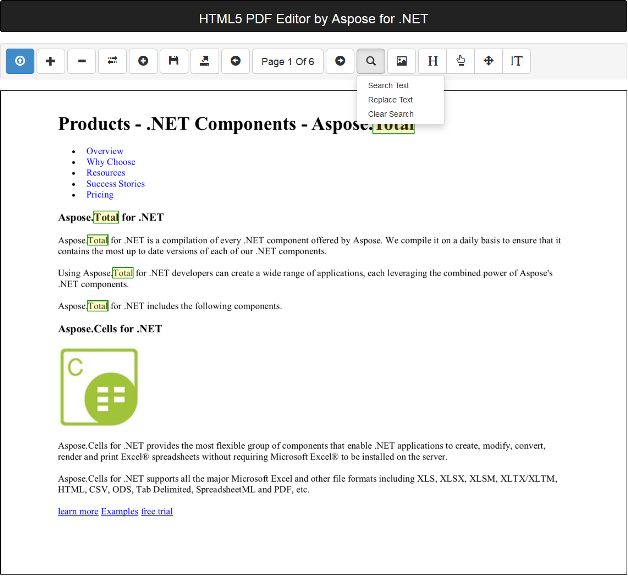 HTML5 PDF Editor by Aspose for .NET
Page 1 Of 6
H
T
Search Text
Replace Text
Clear Search
Products - .NET Components - Aspose.Total
Overview
Why Choose
Resources
Success Stories
Pricing
Aspose.Total for .NET
Aspose.Total for .NET is a compilation of every .NET component offered by Aspose. We compile it on a daily basis to ensure that it
contains the most up to date versions of each of our .NET components.
Using Aspose.Total for .NET developers can create a wide range of applications, each leveraging the combined power of Aspose's
.NET components.
Aspose.Total for .NET includes the following components.
Aspose.Cells for .NET
C
Aspose.Cells for .NET provides the most flexible group of components that enable .NET applications to create, modify, convert,
render and print Excel® spreadsheets without requiring Microsoft Excel® to be installed on the server.
Aspose.Cells for .NET supports all the major Microsoft Excel and other file formats including XLS, XLSX, XLSM, XLTX/XLTM,
HTML, CSV, ODS, Tab Delimited, SpreadsheetML and PDF, etc.
learn more Examples free trial